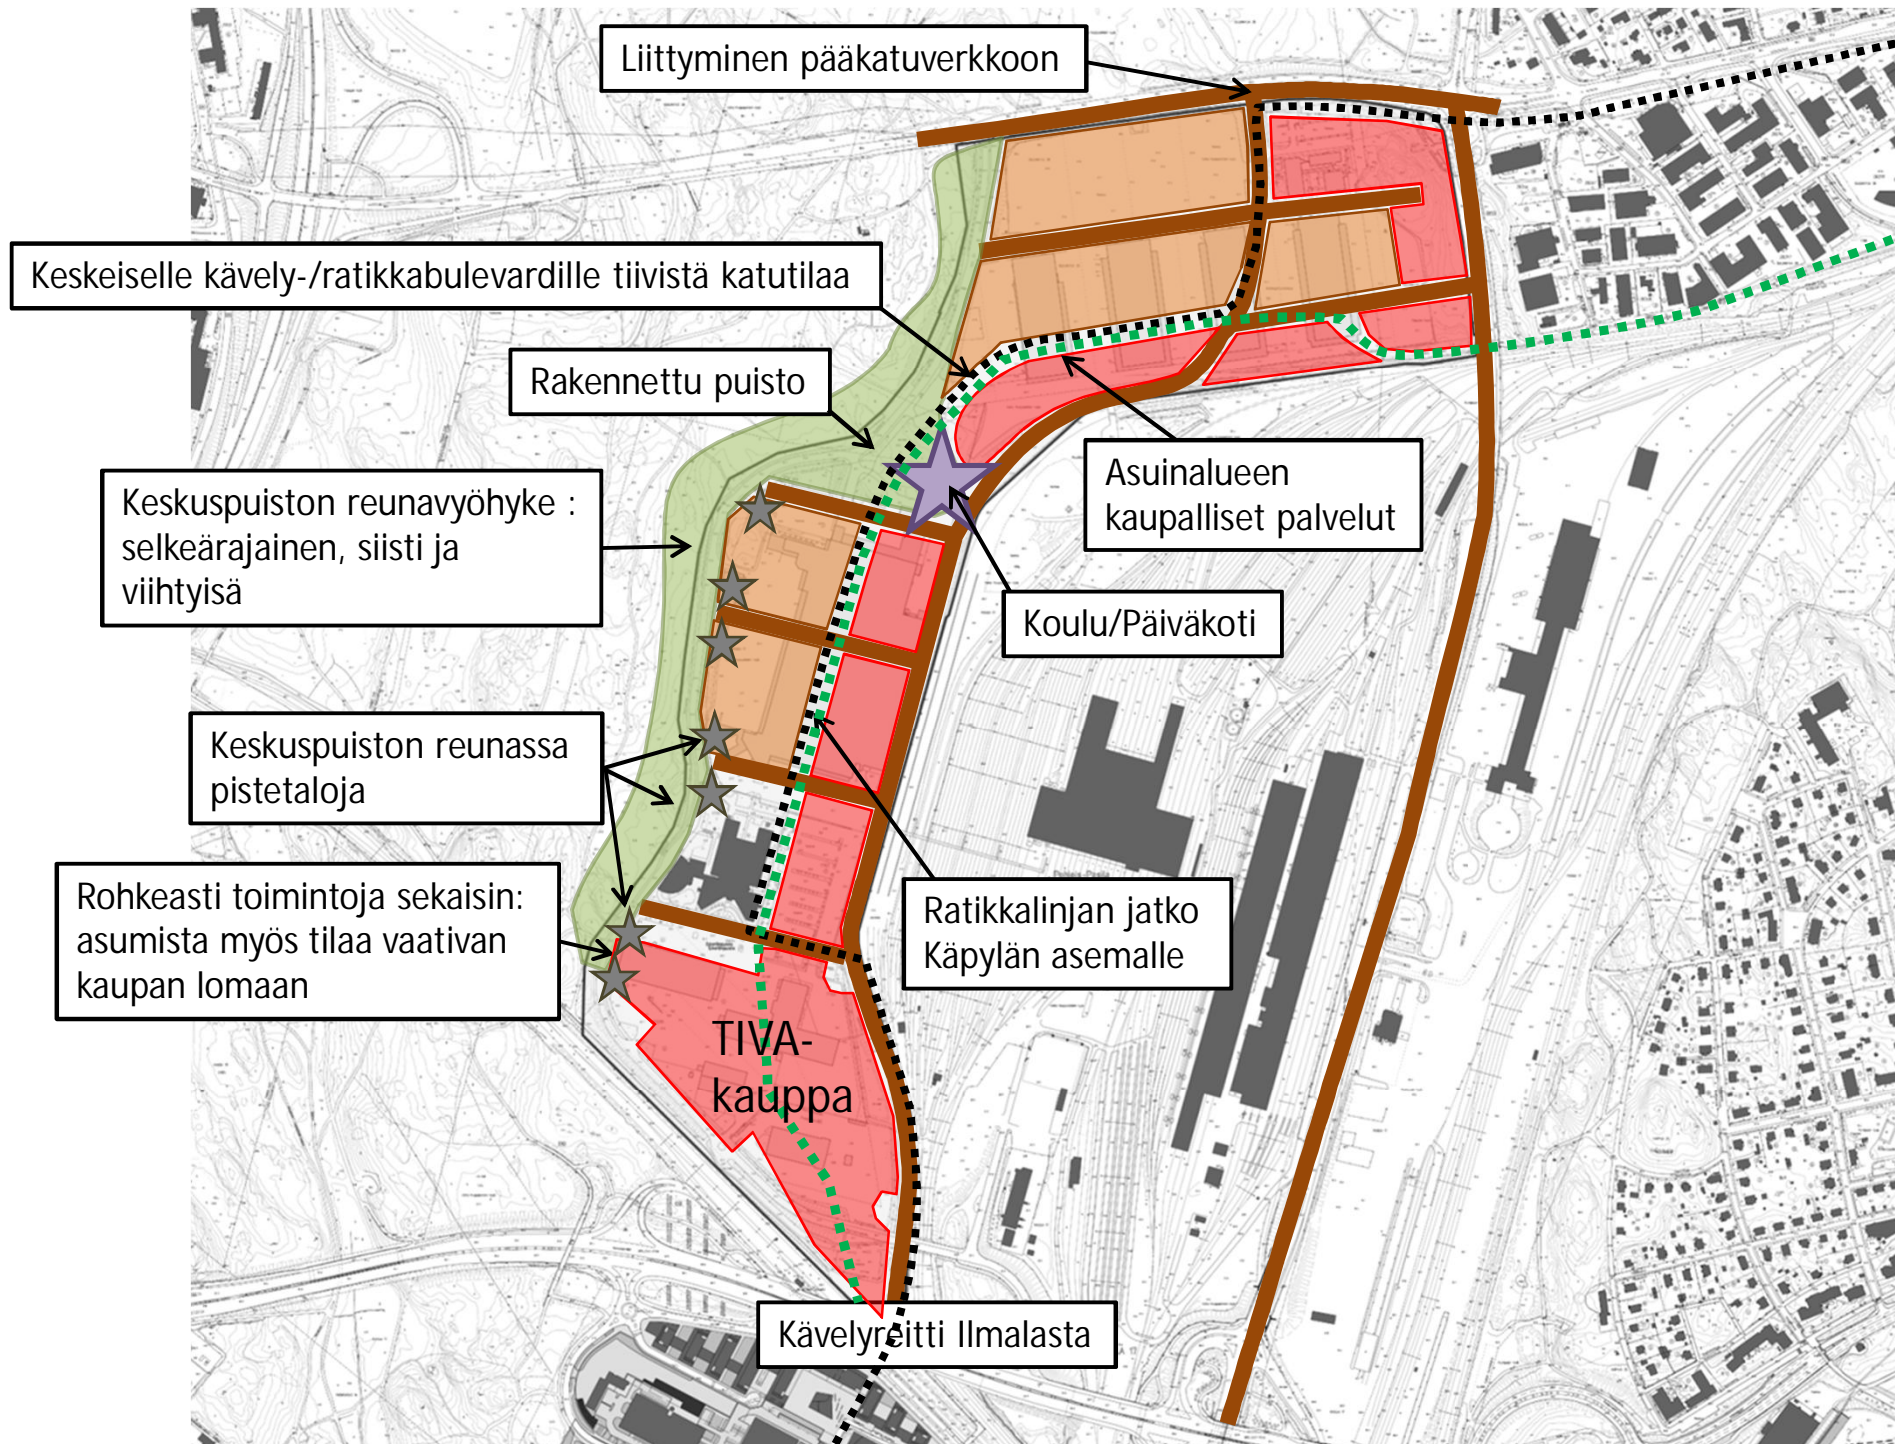 Liittyminen pääkatuverkkoon
Keskeiselle kävely-/ratikkabulevardille tiivistä katutilaa
Rakennettu puisto
Keskuspuiston reunavyöhyke :
selkeärajainen, siisti ja
viihtyisä
Asuinalueen
kaupalliset palvelut
Koulu/Päiväkoti
Keskuspuiston reunassa
pistetaloja
Rohkeasti toimintoja sekaisin:
asumista myös tilaa vaativan
kaupan lomaan
Ratikkalinjan jatko
Käpylän asemalle
TIVA-
kauppa
Kävelyreitti Ilmalasta